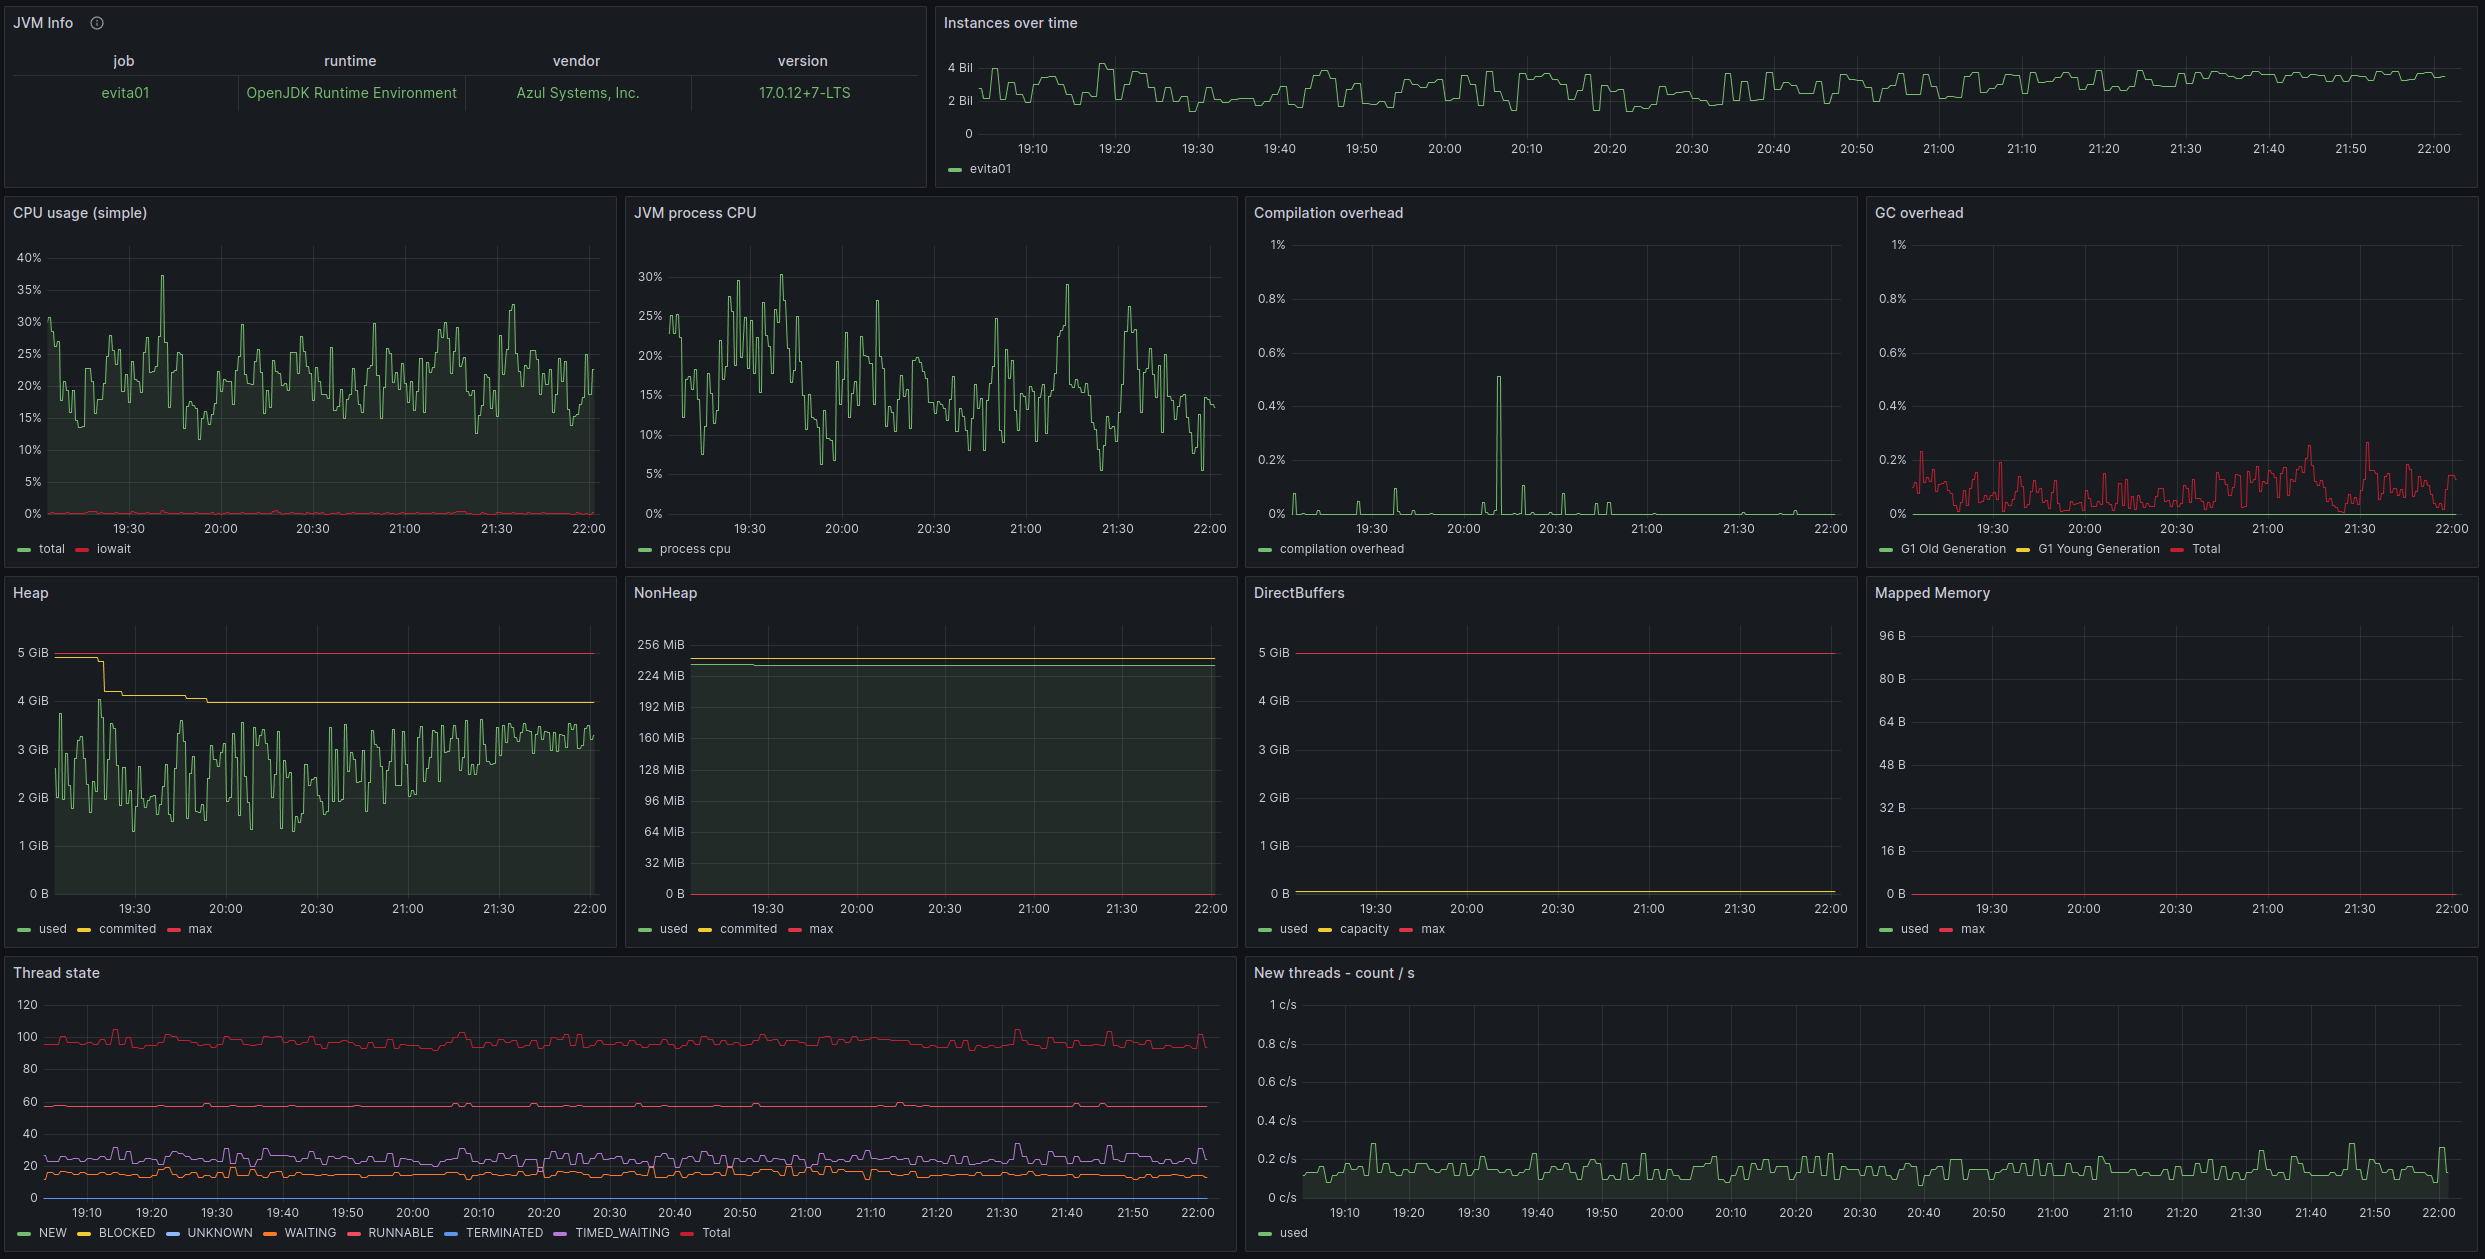 JVM Info
job runtime vendor version
evita01 OpenJDK Runtime Environment Azul Systems, Inc. 17.0.12+7-LTS
Instances over time
4 Bil
2 Bil
0
19:10 19:20 19:30 19:40 19:50 20:00 20:10 20:20 20:30 20:40 20:50 21:00 21:10 21:20 21:30 21:40 21:50 22:00
evita01
CPU usage (simple)
40%
35%
30%
25%
20%
15%
10%
5%
0%
19:30 20:00 20:30 21:00 21:30 22:00
total iowait
JVM process CPU
30%
25%
20%
15%
10%
5%
0%
19:30 20:00 20:30 21:00 21:30 22:00
process cpu
Compilation overhead
1%
0.8%
0.6%
0.4%
0.2%
0%
19:30 20:00 20:30 21:00 21:30 22:00
compilation overhead
GC overhead
1%
0.8%
0.6%
0.4%
0.2%
0%
19:30 20:00 20:30 21:00 21:30 22:00
G1 Old Generation G1 Young Generation Total
Heap
5 GiB
4 GiB
3 GiB
2 GiB
1 GiB
0 B
19:30 20:00 20:30 21:00 21:30 22:00
used commited max
NonHeap
256 MiB
224 MiB
192 MiB
160 MiB
128 MiB
96 MiB
64 MiB
32 MiB
0 B
19:30 20:00 20:30 21:00 21:30 22:00
used commited max
DirectBuffers
5 GiB
4 GiB
3 GiB
2 GiB
1 GiB
0 B
19:30 20:00 20:30 21:00 21:30 22:00
used capacity max
Mapped Memory
96 B
80 B
64 B
48 B
32 B
16 B
0 B
19:30 20:00 20:30 21:00 21:30 22:00
used max
Thread state
120
100
80
60
40
20
0
19:10 19:20 19:30 19:40 19:50 20:00 20:10 20:20 20:30 20:40 20:50 21:00 21:10 21:20 21:30 21:40 21:50 22:00
NEW BLOCKED UNKNOWN WAITING RUNNABLE TERMINATED TIMED_WAITING Total
New threads - count / s
1 c/s
0.8 c/s
0.6 c/s
0.4 c/s
0.2 c/s
0 c/s
19:10 19:20 19:30 19:40 19:50 20:00 20:10 20:20 20:30 20:40 20:50 21:00 21:10 21:20 21:30 21:40 21:50 22:00
used